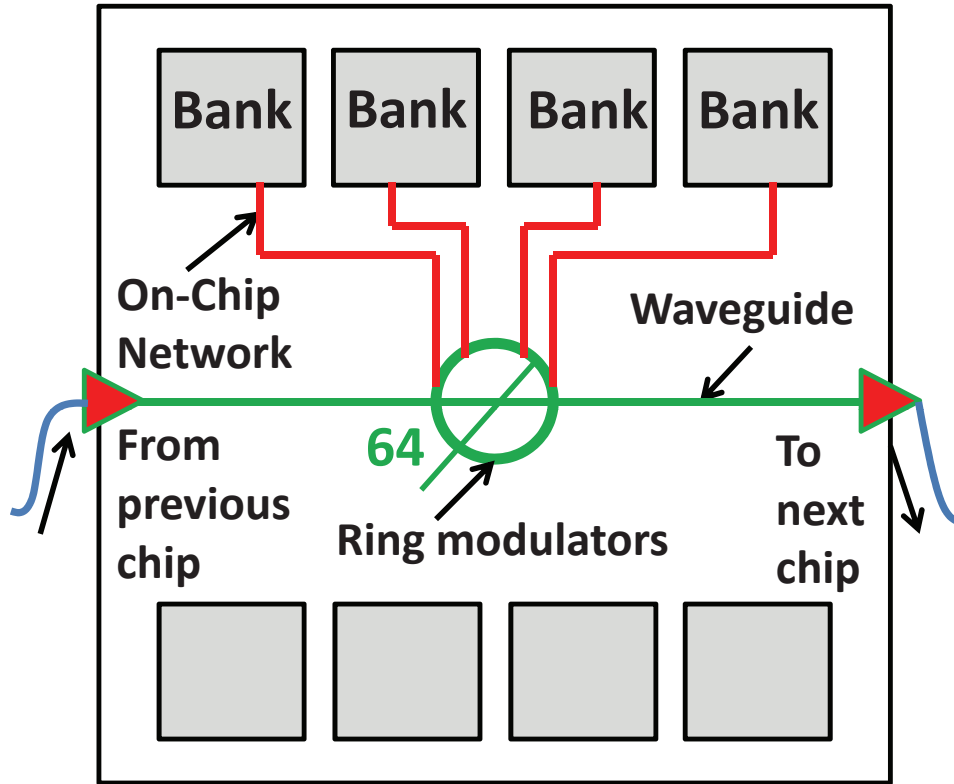 Bank
Bank
Bank
Bank
On-Chip
Network
Waveguide
64
From
previous
chip
Ring modulators
To
next
chip